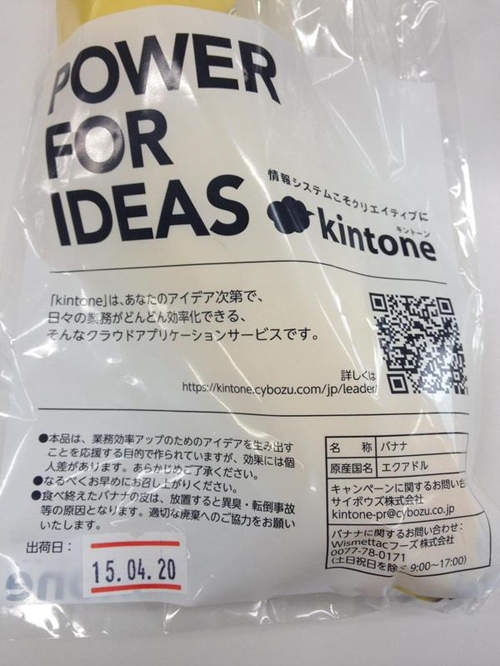 POWER
FOR
IDEAS
情報システムこそクリエイティブに
キントーン
kintone
「kintone」は、あなたのアイデア次第で、
日々の業務がどんどん効率化できる、
そんなクラウドアプリケーションサービスです。
詳しくは
https://kintone.cybozu.com/jp/leader/
●本品は、業務効率アップのためのアイデアを生み出す
ことを応援する目的で作られていますが、効果には個
人差があります。あらかじめご了承ください。
●なるべくお早めにお召し上がりください。
●食べ終えたバナナの皮は、放置すると異臭・転倒事故
等の原因となります。適切な廃棄へのご協力をお願い
いたします。
出荷日：
15.04.20
名 称 バナナ
原産国名 エクアドル
キャンペーンに関するお問い合
サイボウズ株式会社
kintone-pr@cybozu.co.jp
バナナに関するお問い合わせ：
Wismettacフーズ株式会社
0077-78-0171
(土日祝日を除く 9:00~17:00)